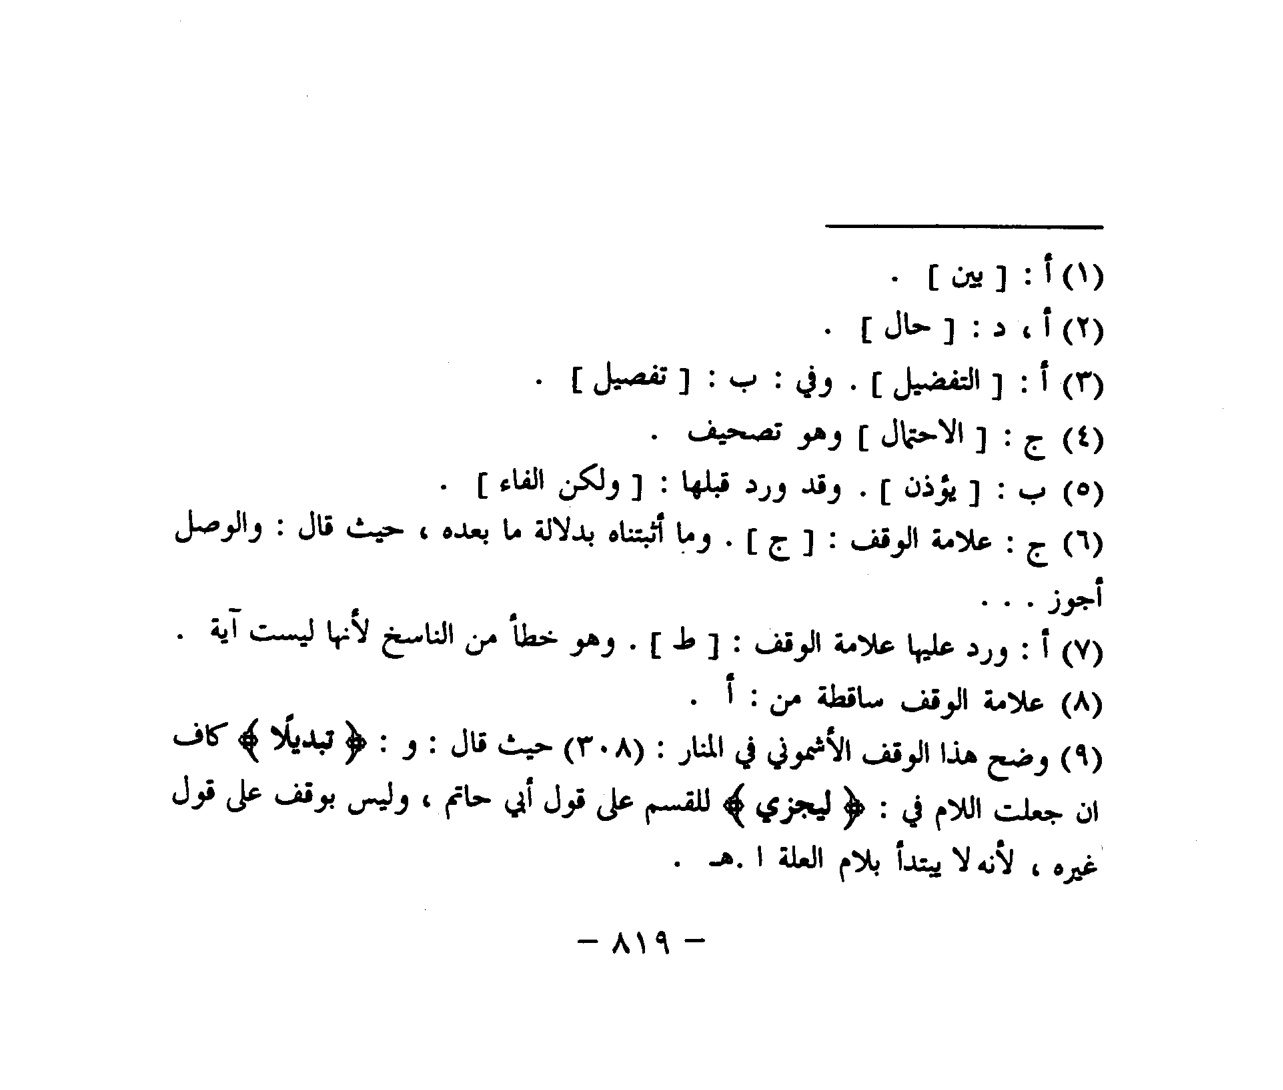 (١) أ : [ بين ] .
(٢) أ ، د : [ حال ] .
(٣) أ : [ التفضيل ] . وفي : ب : [ تفصيل ] .
(٤) ج : [ الاحتمال ] وهو تصحيف .
(٥) ب : [ يؤذن ] . وقد ورد قبلها : [ ولكن الفاء ] .
(٦) ج : علامة الوقف : [ ج ] . وما أثبتناه بدلالة ما بعده ، حيث قال : والوصل
أجوز . . .
(٧) أ : ورد عليها علامة الوقف : [ ط ] . وهو خطأ من الناسخ لأنها ليست آية .
(٨) علامة الوقف ساقطة من : أ .
(٩) وضح هذا الوقف الأشموني في المنار : (٣٠٨) حيث قال : و : ﴿ تبديلًا ﴾ كاف
ان جعلت اللام في : ﴿ ليجزي ﴾ للقسم على قول أبي حاتم ، وليس بوقف على قول
غيره ، لأنه لا يبتدأ بلام العلة ا .هـ .
– ٨١٩ –